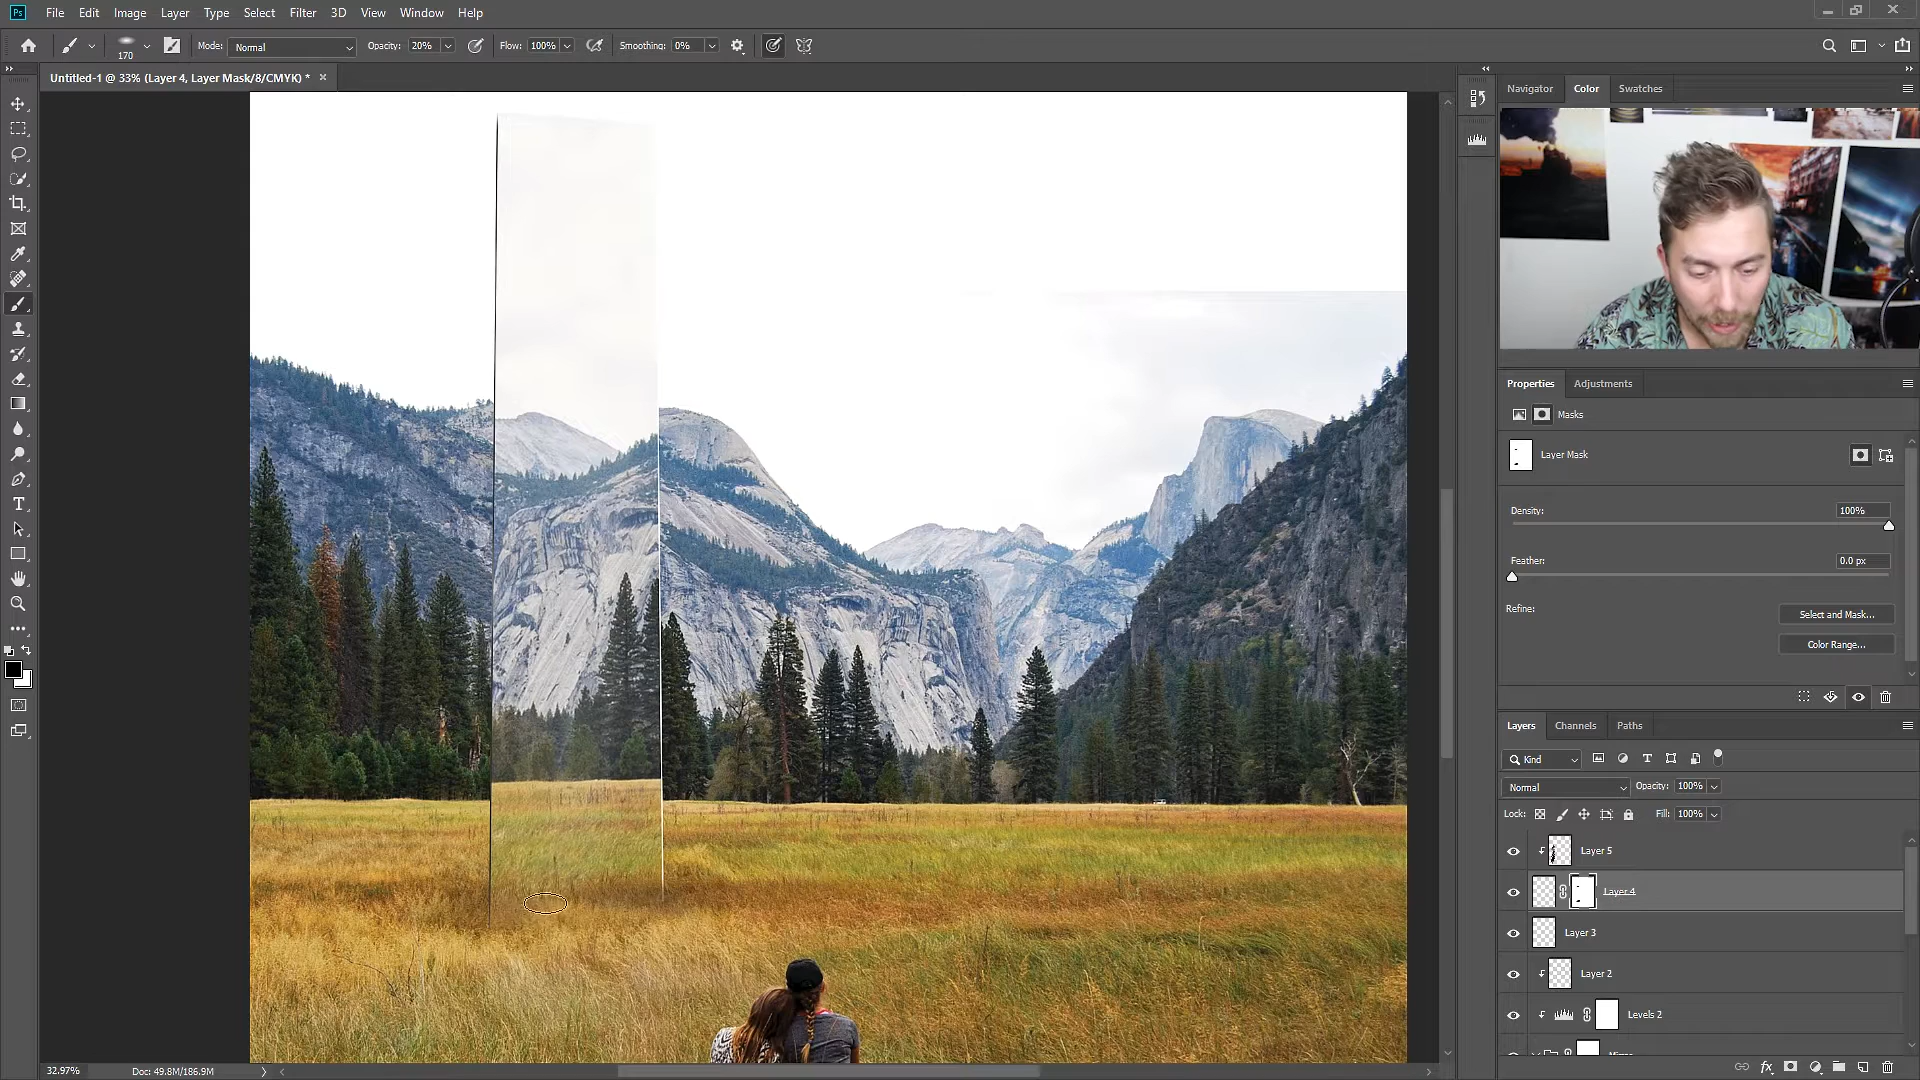 Ps File Edit Image Layer Type Select Filter 3D View Window Help
170 Mode: Normal Opacity: 20% Flow: 100% Smoothing: 0%
Untitled-1 @ 33% (Layer 4, Layer Mask/8/CMYK) *
Navigator Color Swatches
Properties Adjustments
Masks
Layer Mask
Density: 100%
Feather: 0.0 px
Refine:
Select and Mask...
Color Range...
Layers Channels Paths
Kind
Normal Opacity: 100%
Lock: Fill: 100%
Layer 5
Layer 4
Layer 3
Layer 2
Levels 2
32.97% Doc: 49.8M/186.9M